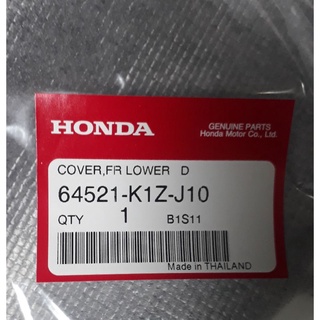 HONDA
GENUINE PARTS
Honda Motor Co., Ltd.
COVER,FR LOWER D
64521-K1Z-J10
QTY 1 B1S11
Made in THAILAND